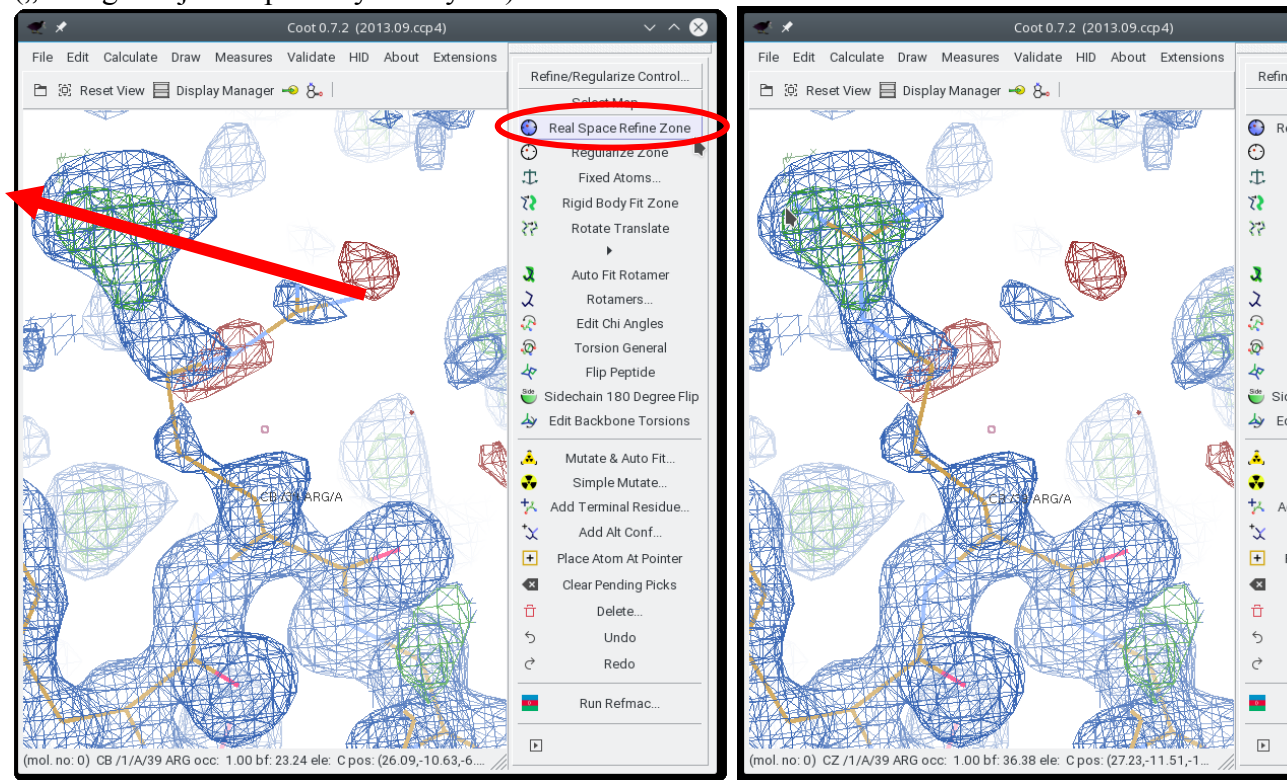 Coot 0.7.2 (2013.09.ccp4)
File Edit Calculate Draw Measures Validate HID About Extensions
Reset View Display Manager
Refine/Regularize Control...
Select Map...
Real Space Refine Zone
Regularize Zone
Fixed Atoms...
Rigid Body Fit Zone
Rotate Translate
Auto Fit Rotamer
Rotamers...
Edit Chi Angles
Torsion General
Flip Peptide
Side
Sidechain 180 Degree Flip
Edit Backbone Torsions
Mutate & Auto Fit...
Simple Mutate...
Add Terminal Residue...
Add Alt Conf...
Place Atom At Pointer
Clear Pending Picks
Delete...
Undo
Redo
Run Refmac...
CB /39 ARG/A
(mol. no: 0) CB /1/A/39 ARG occ: 1.00 bf: 23.24 ele: C pos: (26.09,-10.63,-6....
Coot 0.7.2 (2013.09.ccp4)
File Edit Calculate Draw Measures Validate HID About Extensions
Reset View Display Manager
Refin
R
Side
Sid
E
A
CB /39 ARG/A
(mol. no: 0) CZ /1/A/39 ARG occ: 1.00 bf: 36.38 ele: C pos: (27.23,-11.51,-1...